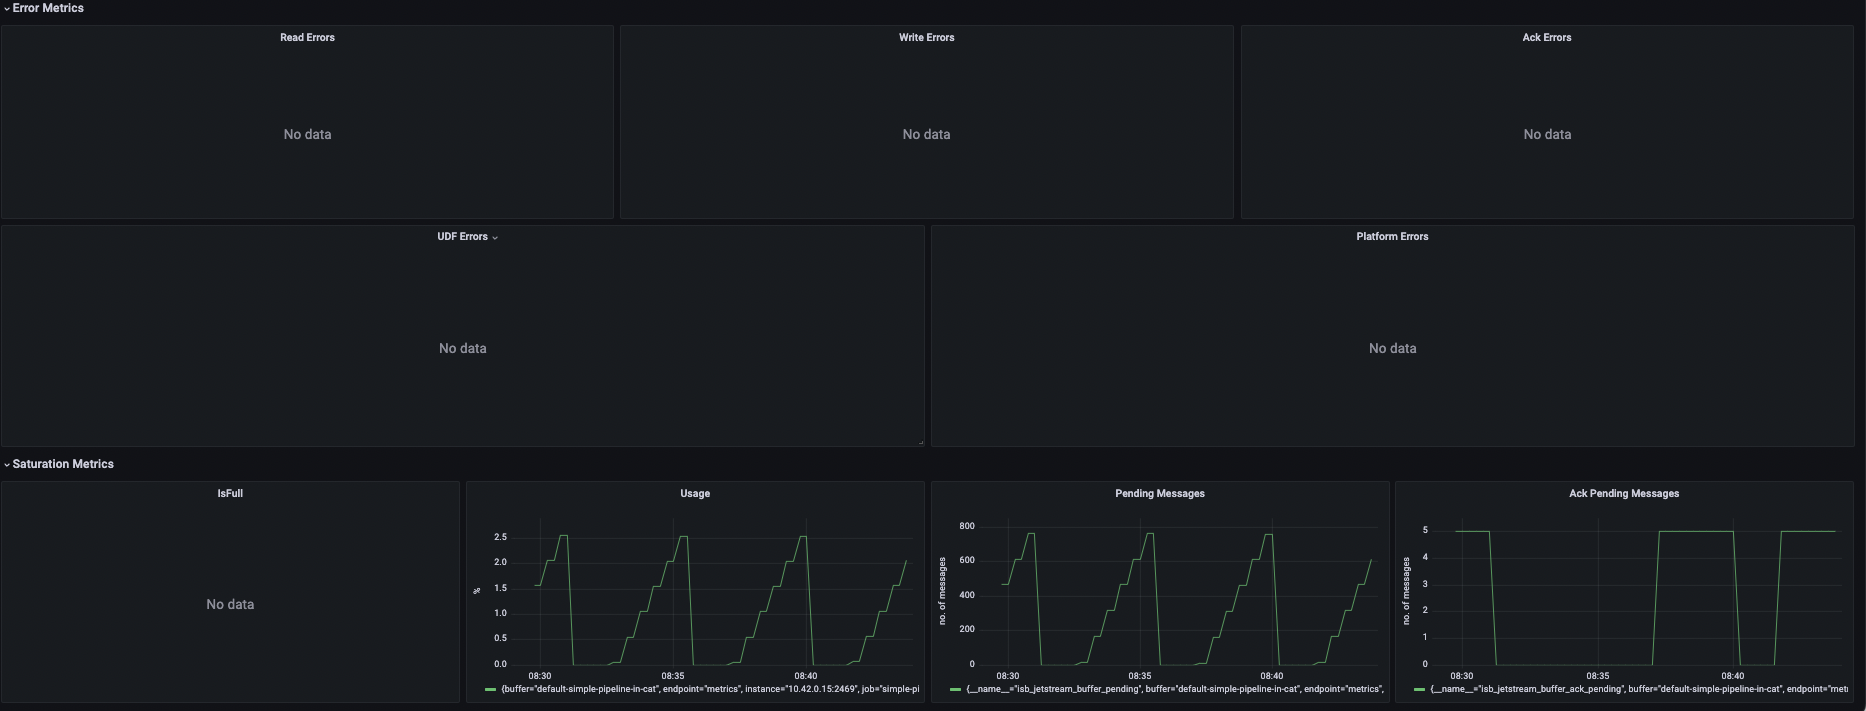 Error Metrics
Read Errors
Write Errors
Ack Errors
No data
No data
No data
UDF Errors
Platform Errors
No data
No data
Saturation Metrics
IsFull
No data
Usage
%
2.5
2.0
1.5
1.0
0.5
0.0
08:30 08:35 08:40
{buffer="default-simple-pipeline-in-cat", endpoint="metrics", instance="10.42.0.15:2469", job="simple-pi
Pending Messages
no. of messages
800
600
400
200
0
08:30 08:35 08:40
{__name__="isb_jetstream_buffer_pending", buffer="default-simple-pipeline-in-cat", endpoint="metrics",
Ack Pending Messages
no. of messages
5
4
3
2
1
0
08:30 08:35 08:40
{__name__="isb_jetstream_buffer_ack_pending", buffer="default-simple-pipeline-in-cat", endpoint="metr